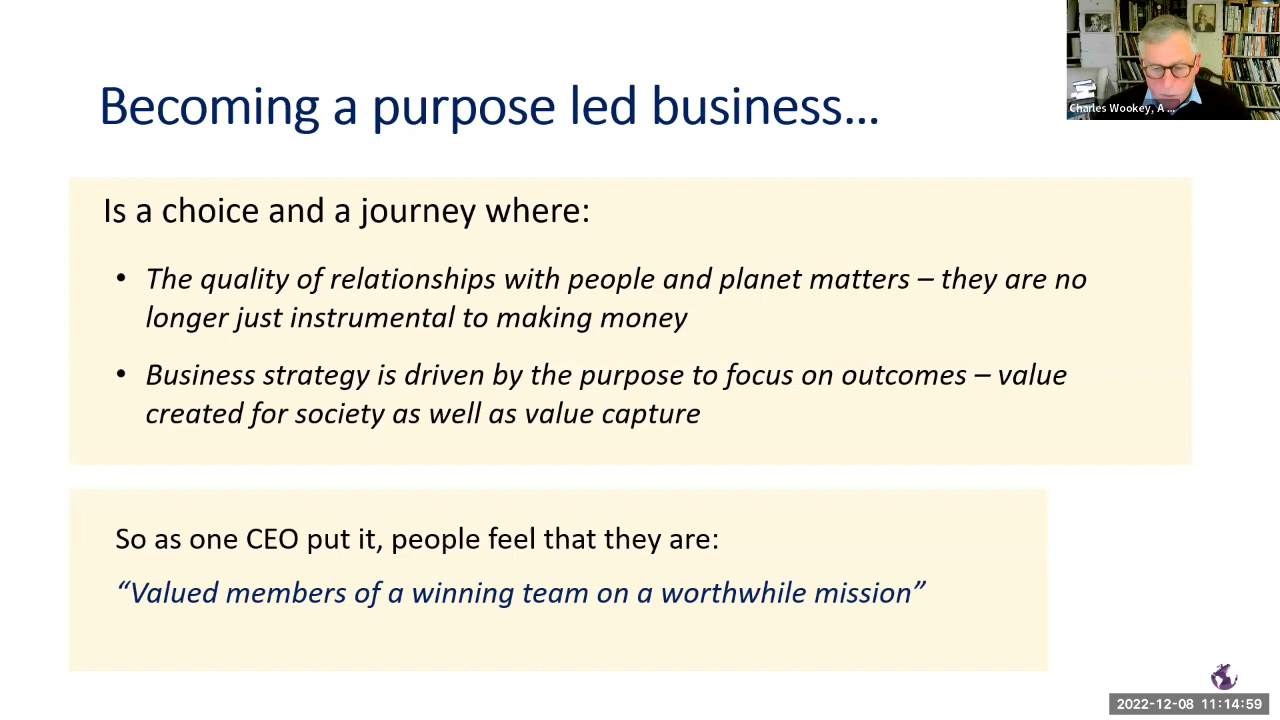 Becoming a purpose led business...
Charles Wookey, A ...
Is a choice and a journey where:
• The quality of relationships with people and planet matters – they are no
longer just instrumental to making money
• Business strategy is driven by the purpose to focus on outcomes – value
created for society as well as value capture
So as one CEO put it, people feel that they are:
“Valued members of a winning team on a worthwhile mission”
2022-12-08 11:14:59